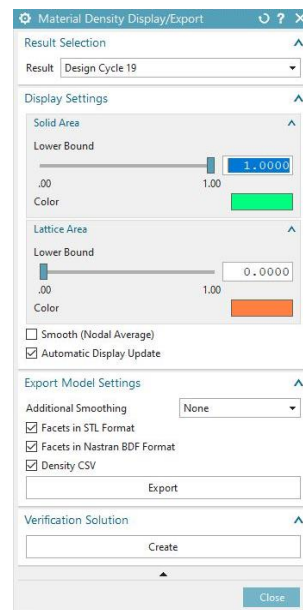 Material Density Display/Export
Result Selection
Result Design Cycle 19
Display Settings
Solid Area
Lower Bound
1.0000
.00 1.00
Color
Lattice Area
Lower Bound
0.0000
.00 1.00
Color
Smooth (Nodal Average)
Automatic Display Update
Export Model Settings
Additional Smoothing None
Facets in STL Format
Facets in Nastran BDF Format
Density CSV
Export
Verification Solution
Create
Close